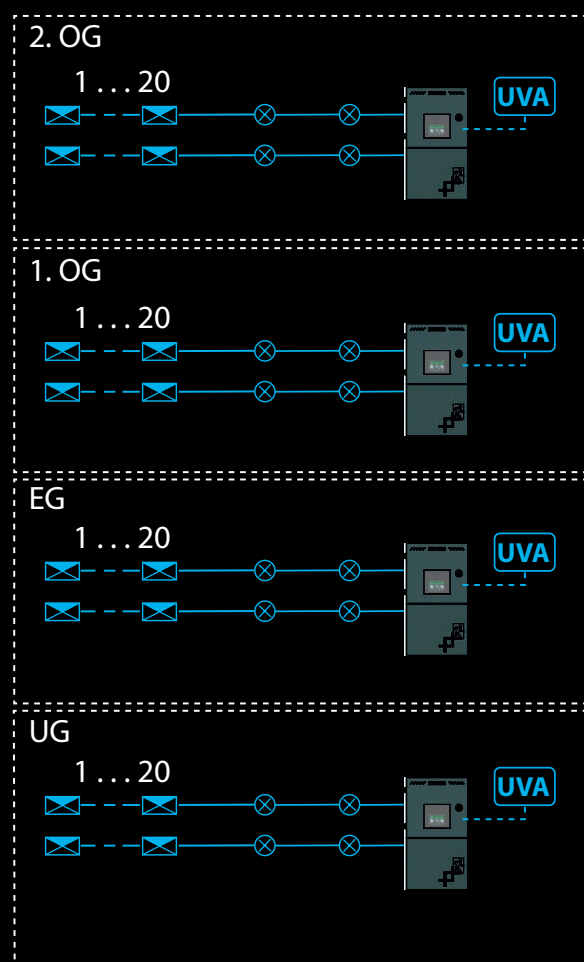 2. OG
1 . . . 20
UVA
1. OG
1 . . . 20
UVA
EG
1 . . . 20
UVA
UG
1 . . . 20
UVA